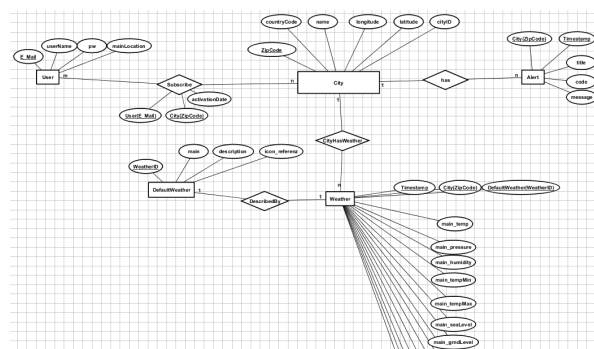 countryCode name longitude latitude cityID
userName pw mainLocation
E_Mail
ZipCode
City(ZipCode) Timestamp
User m
Subscribe
n City 1
1
has
n Alert
title
code
message
activationDate
User(E_Mail) City(ZipCode)
CityHasWeather
main description icon_referenz
WeatherID
DefaultWeather 1
DescribedBy
1 Weather
n
Timestamp City(ZipCode) DefaultWeather(WeatherID)
main_temp
main_pressure
main_humidity
main_tempMin
main_tempMax
main_seaLevel
main_grndLevel